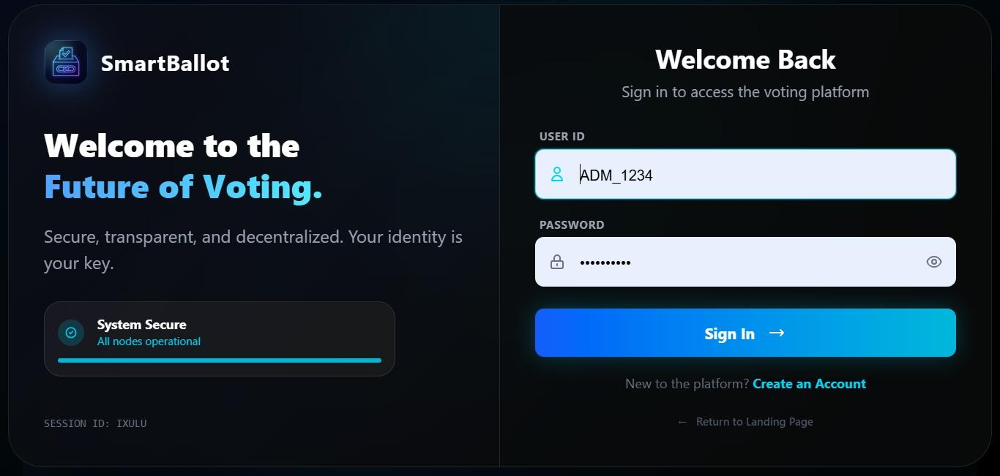 SmartBallot
Welcome to the
Future of Voting.
Secure, transparent, and decentralized. Your identity is
your key.
System Secure
All nodes operational
SESSION ID: IXULU
Welcome Back
Sign in to access the voting platform
USER ID
ADM_1234
PASSWORD
••••••••••
Sign In →
New to the platform? Create an Account
← Return to Landing Page